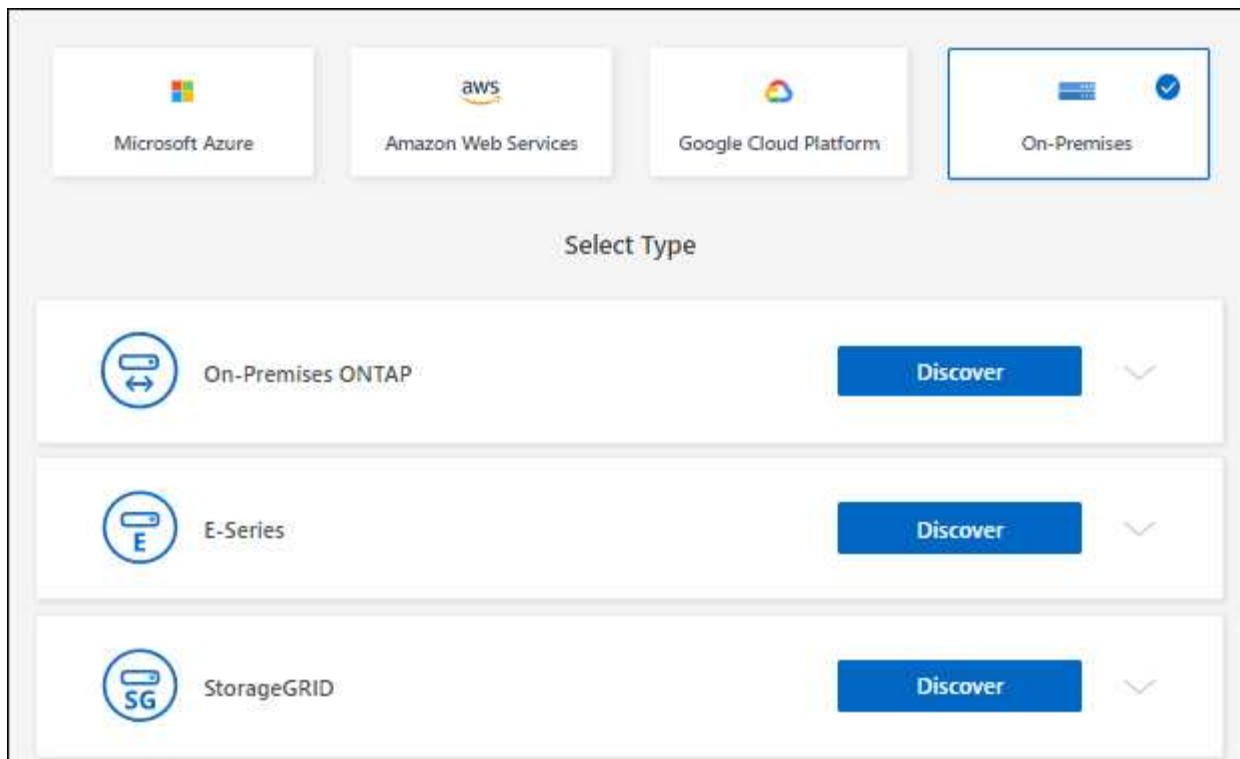 aws
Microsoft Azure
Amazon Web Services
Google Cloud Platform
On-Premises
Select Type
On-Premises ONTAP
Discover
E
E-Series
Discover
SG
StorageGRID
Discover